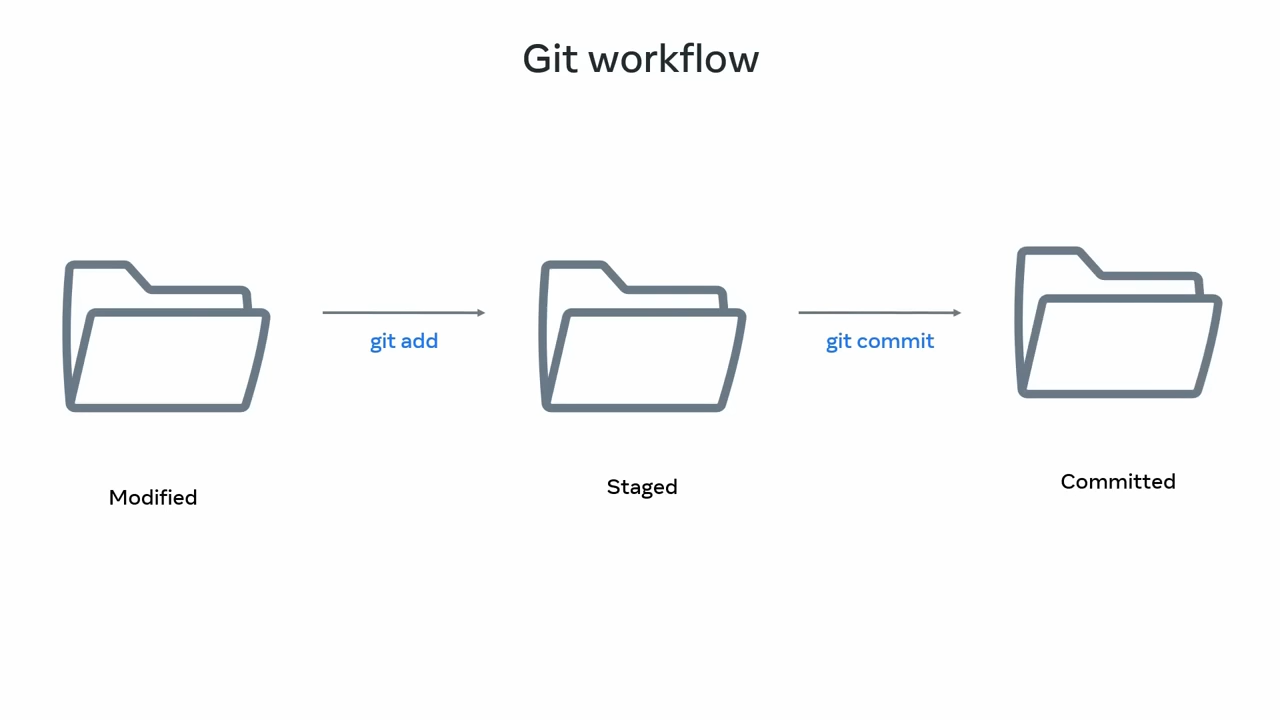 Git workflow
git add
git commit
Modified
Staged
Committed